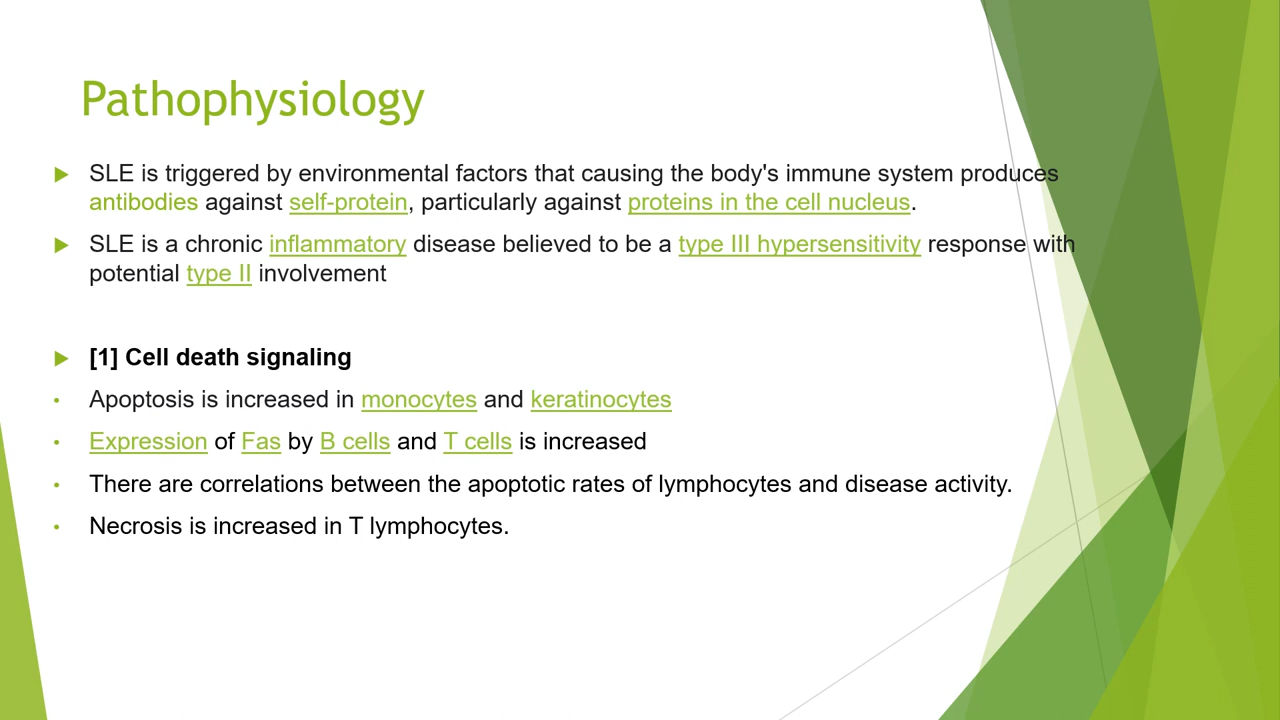 Pathophysiology
SLE is triggered by environmental factors that causing the body's immune system produces
antibodies against self-protein, particularly against proteins in the cell nucleus.
SLE is a chronic inflammatory disease believed to be a type III hypersensitivity response with
potential type II involvement
[1] Cell death signaling
Apoptosis is increased in monocytes and keratinocytes
Expression of Fas by B cells and T cells is increased
There are correlations between the apoptotic rates of lymphocytes and disease activity.
Necrosis is increased in T lymphocytes.